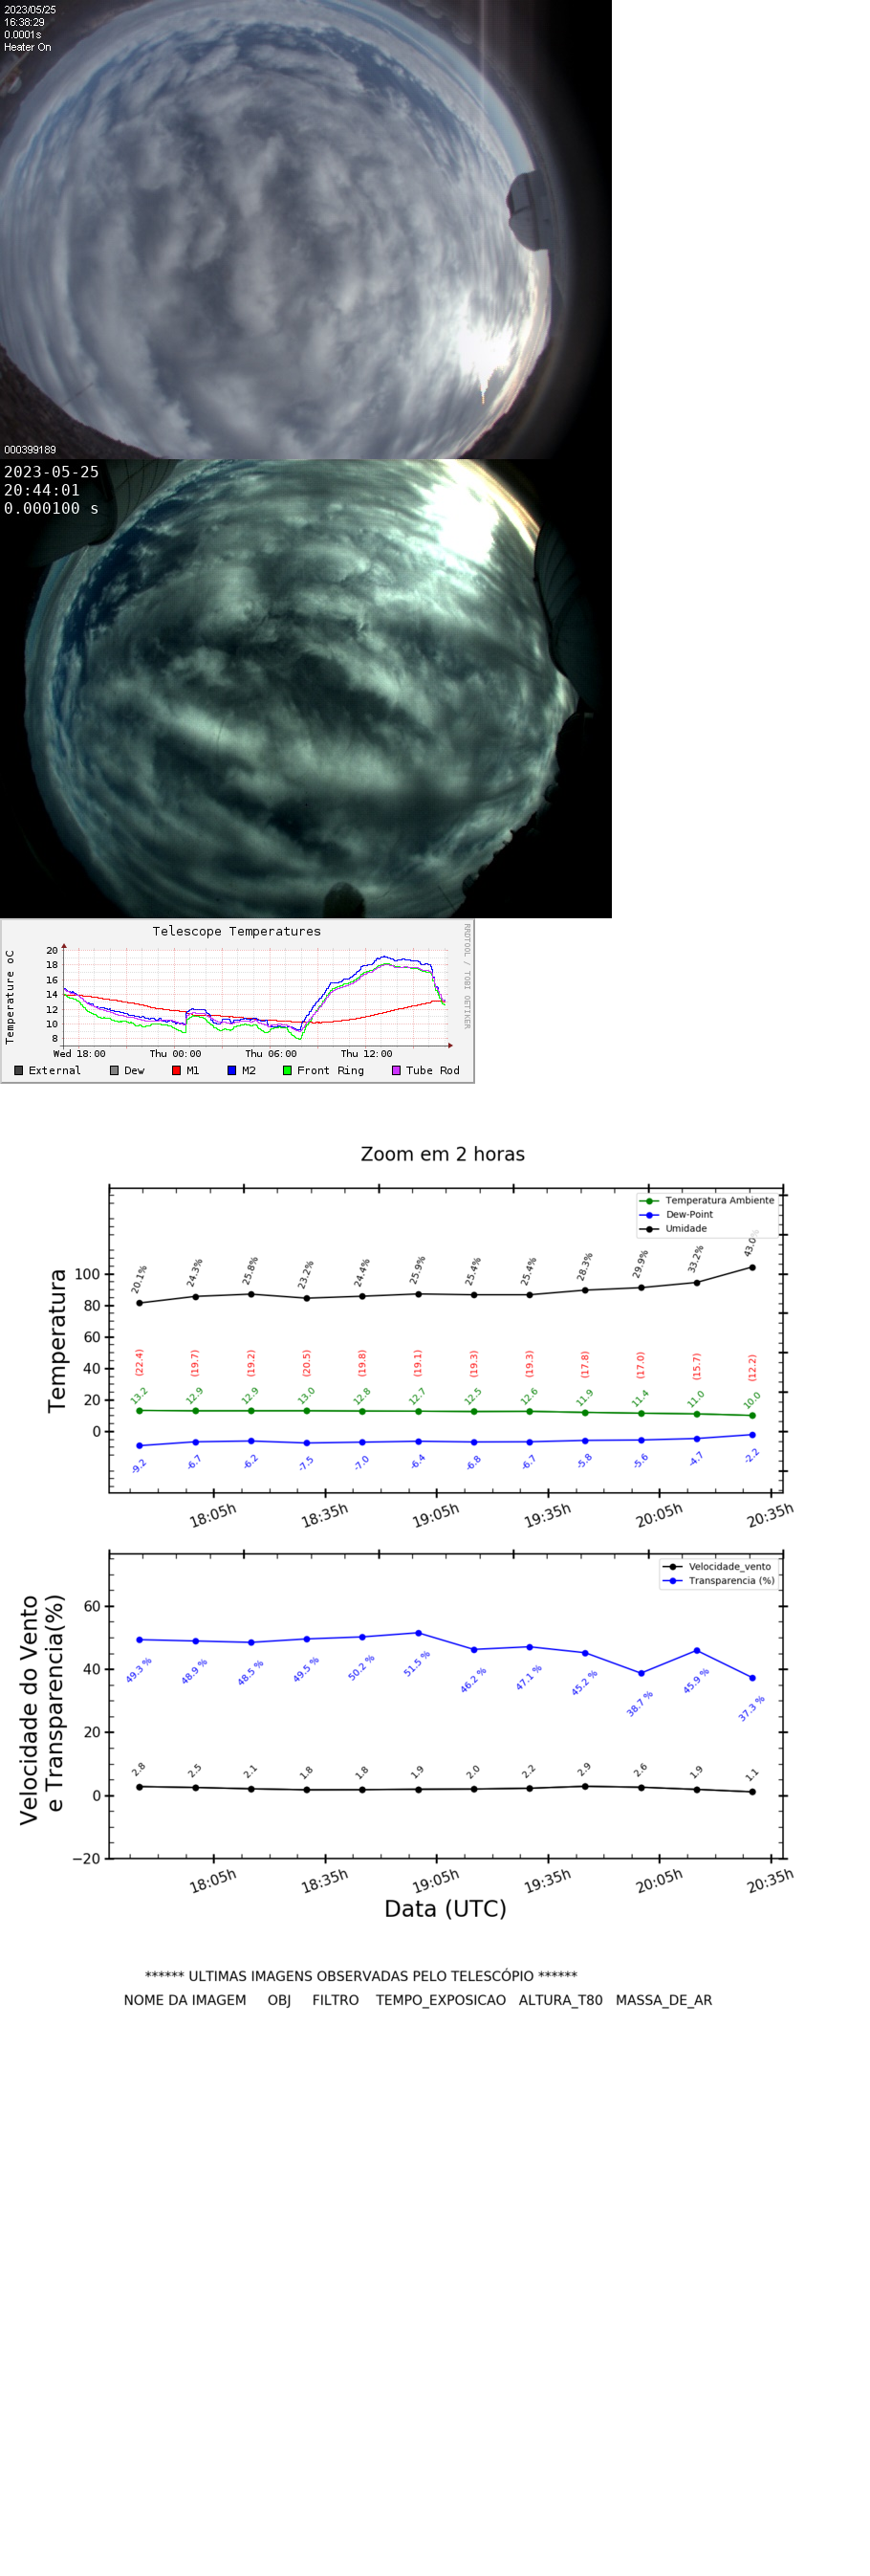 2023/05/25
16:38:29
0.0001s
Heater On
000399189
2023-05-25
20:44:01
0.000100 s
Telescope Temperatures
RRDTOOL / TOBI OETIKER
Temperature oC
20
18
16
14
12
10
8
Wed 18:00 Thu 00:00 Thu 06:00 Thu 12:00
External Dew M1 M2 Front Ring Tube Rod
Zoom em 2 horas
Temperatura Ambiente
Dew-Point
Umidade
Temperatura
100
80
60
40
20
0
20.1% 24.3% 25.8% 23.2% 24.4% 25.9% 25.4% 25.4% 28.3% 29.9% 33.2% 43.0%
(22.4) (19.7) (19.2) (20.5) (19.8) (19.1) (19.3) (19.3) (17.8) (17.0) (15.7) (12.2)
13.2 12.9 12.9 13.0 12.8 12.7 12.5 12.6 11.9 11.4 11.0 10.0
-9.2 -6.7 -6.2 -7.5 -7.0 -6.4 -6.8 -6.7 -5.8 -5.6 -4.7 -2.2
18:05h 18:35h 19:05h 19:35h 20:05h 20:35h
Velocidade_vento
Transparencia (%)
Velocidade do Vento
e Transparencia(%)
60
40
20
0
−20
49.3 % 48.9 % 48.5 % 49.5 % 50.2 % 51.5 % 46.2 % 47.1 % 45.2 % 38.7 % 45.9 % 37.3 %
2.8 2.5 2.1 1.8 1.8 1.9 2.0 2.2 2.9 2.6 1.9 1.1
18:05h 18:35h 19:05h 19:35h 20:05h 20:35h
Data (UTC)
****** ULTIMAS IMAGENS OBSERVADAS PELO TELESCÓPIO ******
NOME DA IMAGEM OBJ FILTRO TEMPO_EXPOSICAO ALTURA_T80 MASSA_DE_AR